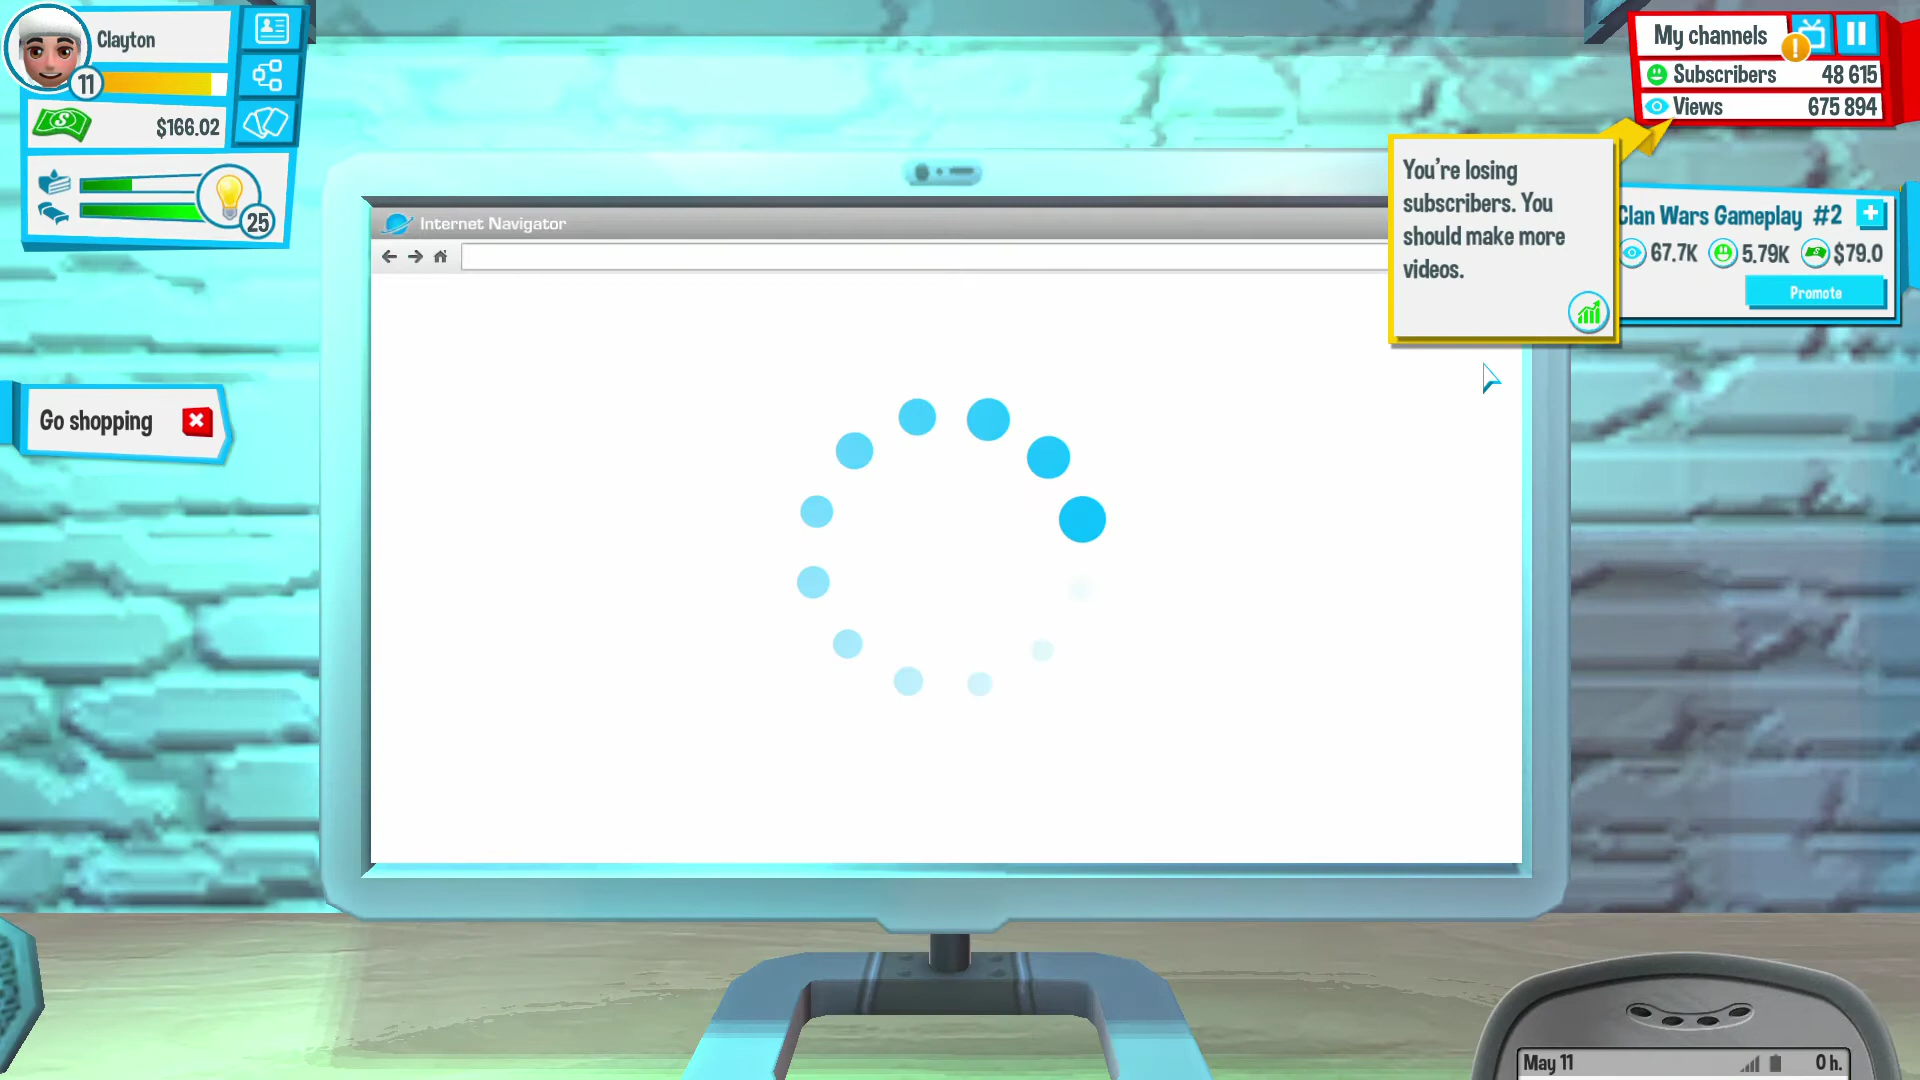 Clayton
11
$166.02
25
Go shopping
Internet Navigator
My channels
Subscribers 48 615
Views 675 894
You're losing
subscribers. You
should make more
videos.
Clan Wars Gameplay #2
67.7K 5.79K $79.0
Promote
May 11 0 h.